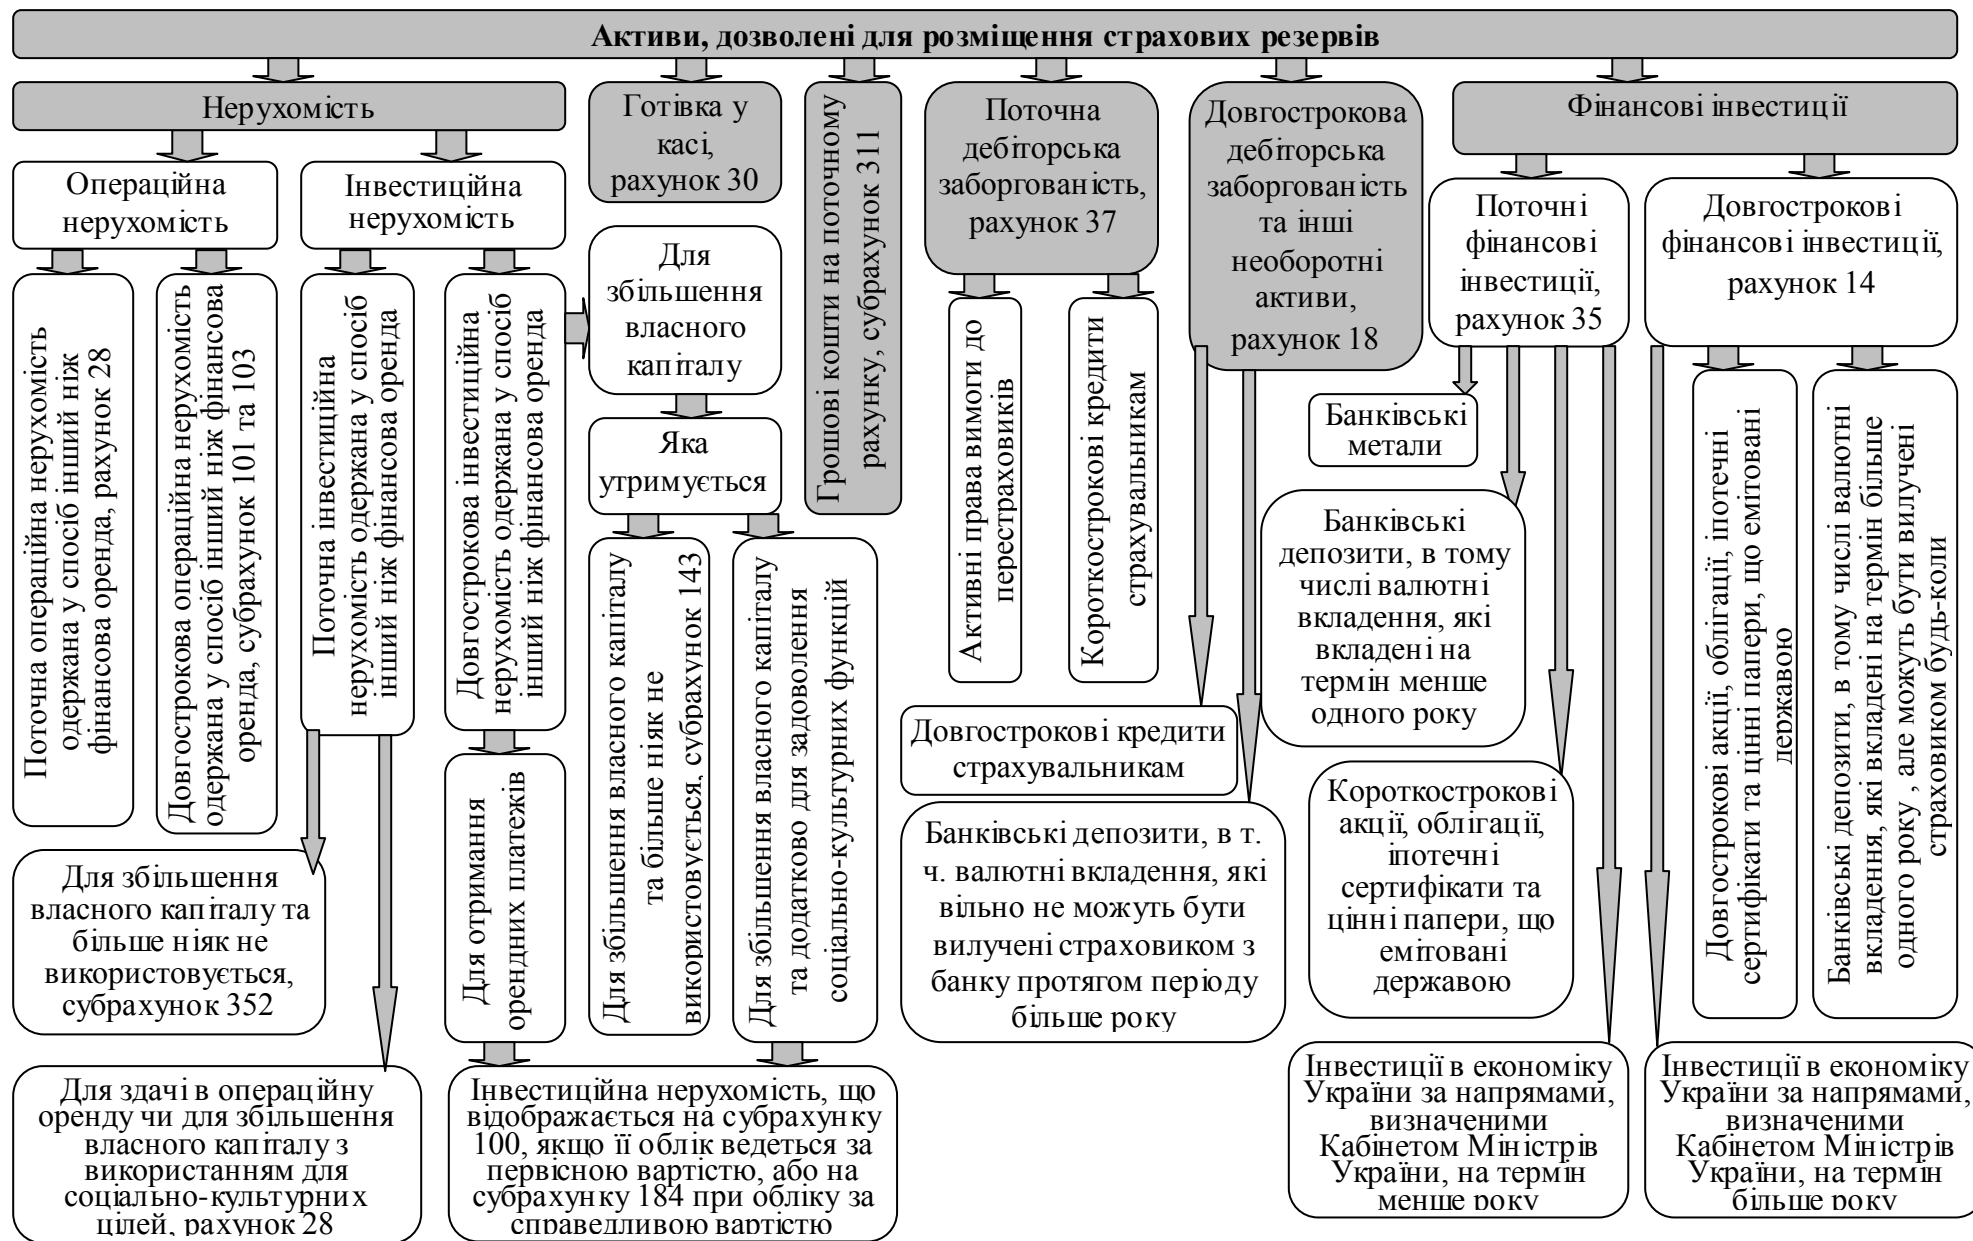 Активи, дозволені для розміщення страхових резервів
Нерухомість
Готівка у
касі,
рахунок 30
Грошові кошти на поточному
рахунку, субрахунок 311
Поточна
дебіторська
заборгованість,
рахунок 37
Довгострокова
дебіторська
заборгованість
та інші
необоротні
активи,
рахунок 18
Фінансові інвестиції
Операційна
нерухомість
Інвестиційна
нерухомість
Поточні
фінансові
інвестиції,
рахунок 35
Довгострокові
фінансові інвестиції,
рахунок 14
Поточна операційна нерухомість
одержана у спосіб інший ніж
фінансова оренда, рахунок 28
Довгострокова операційна нерухомість
одержана у спосіб інший ніж фінансова
оренда, субрахунок 101 та 103
Поточна інвестиційна
нерухомість одержана у спосіб
інший ніж фінансова оренда
Довгострокова інвестиційна
нерухомість одержана у спосіб
інший ніж фінансова оренда
Для
збільшення
власного
капіталу
Яка
утримується
Активні права вимоги до
перестраховиків
Короткострокові кредити
страхувальникам
Банківські
метали
Банківські
депозити, в тому
числі валютні
вкладення, які
вкладені на
термін менше
одного року
Довгострокові акції, облігації, іпотечні
сертифікати та цінні папери, що емітовані
державою
Банківські депозити, в тому числі валютні
вкладення, які вкладені на термін більше
одного року , але можуть бути вилучені
страховиком будь-коли
Для збільшення власного капіталу
та більше ніяк не
використовується, субрахунок 143
Для збільшення власного капіталу
та додатково для задоволення
соціально-культурних функцій
Довгострокові кредити
страхувальникам
Для отримання
орендних платежів
Короткострокові
акції, облігації,
іпотечні
сертифікати та
цінні папери, що
емітовані
державою
Банківські депозити, в т.
ч. валютні вкладення, які
вільно не можуть бути
вилучені страховиком з
банку протягом періоду
більше року
Для збільшення
власного капіталу та
більше ніяк не
використовується,
субрахунок 352
Для здачі в операційну
оренду чи для збільшення
власного капіталу з
використанням для
соціально-культурних
цілей, рахунок 28
Інвестиційна нерухомість, що
відображається на субрахунку
100, якщо її облік ведеться за
первісною вартістю, або на
субрахунку 184 при обліку за
справедливою вартістю
Інвестиції в економіку
України за напрямами,
визначеними
Кабінетом Міністрів
України, на термін
менше року
Інвестиції в економіку
України за напрямами,
визначеними
Кабінетом Міністрів
України, на термін
більше року